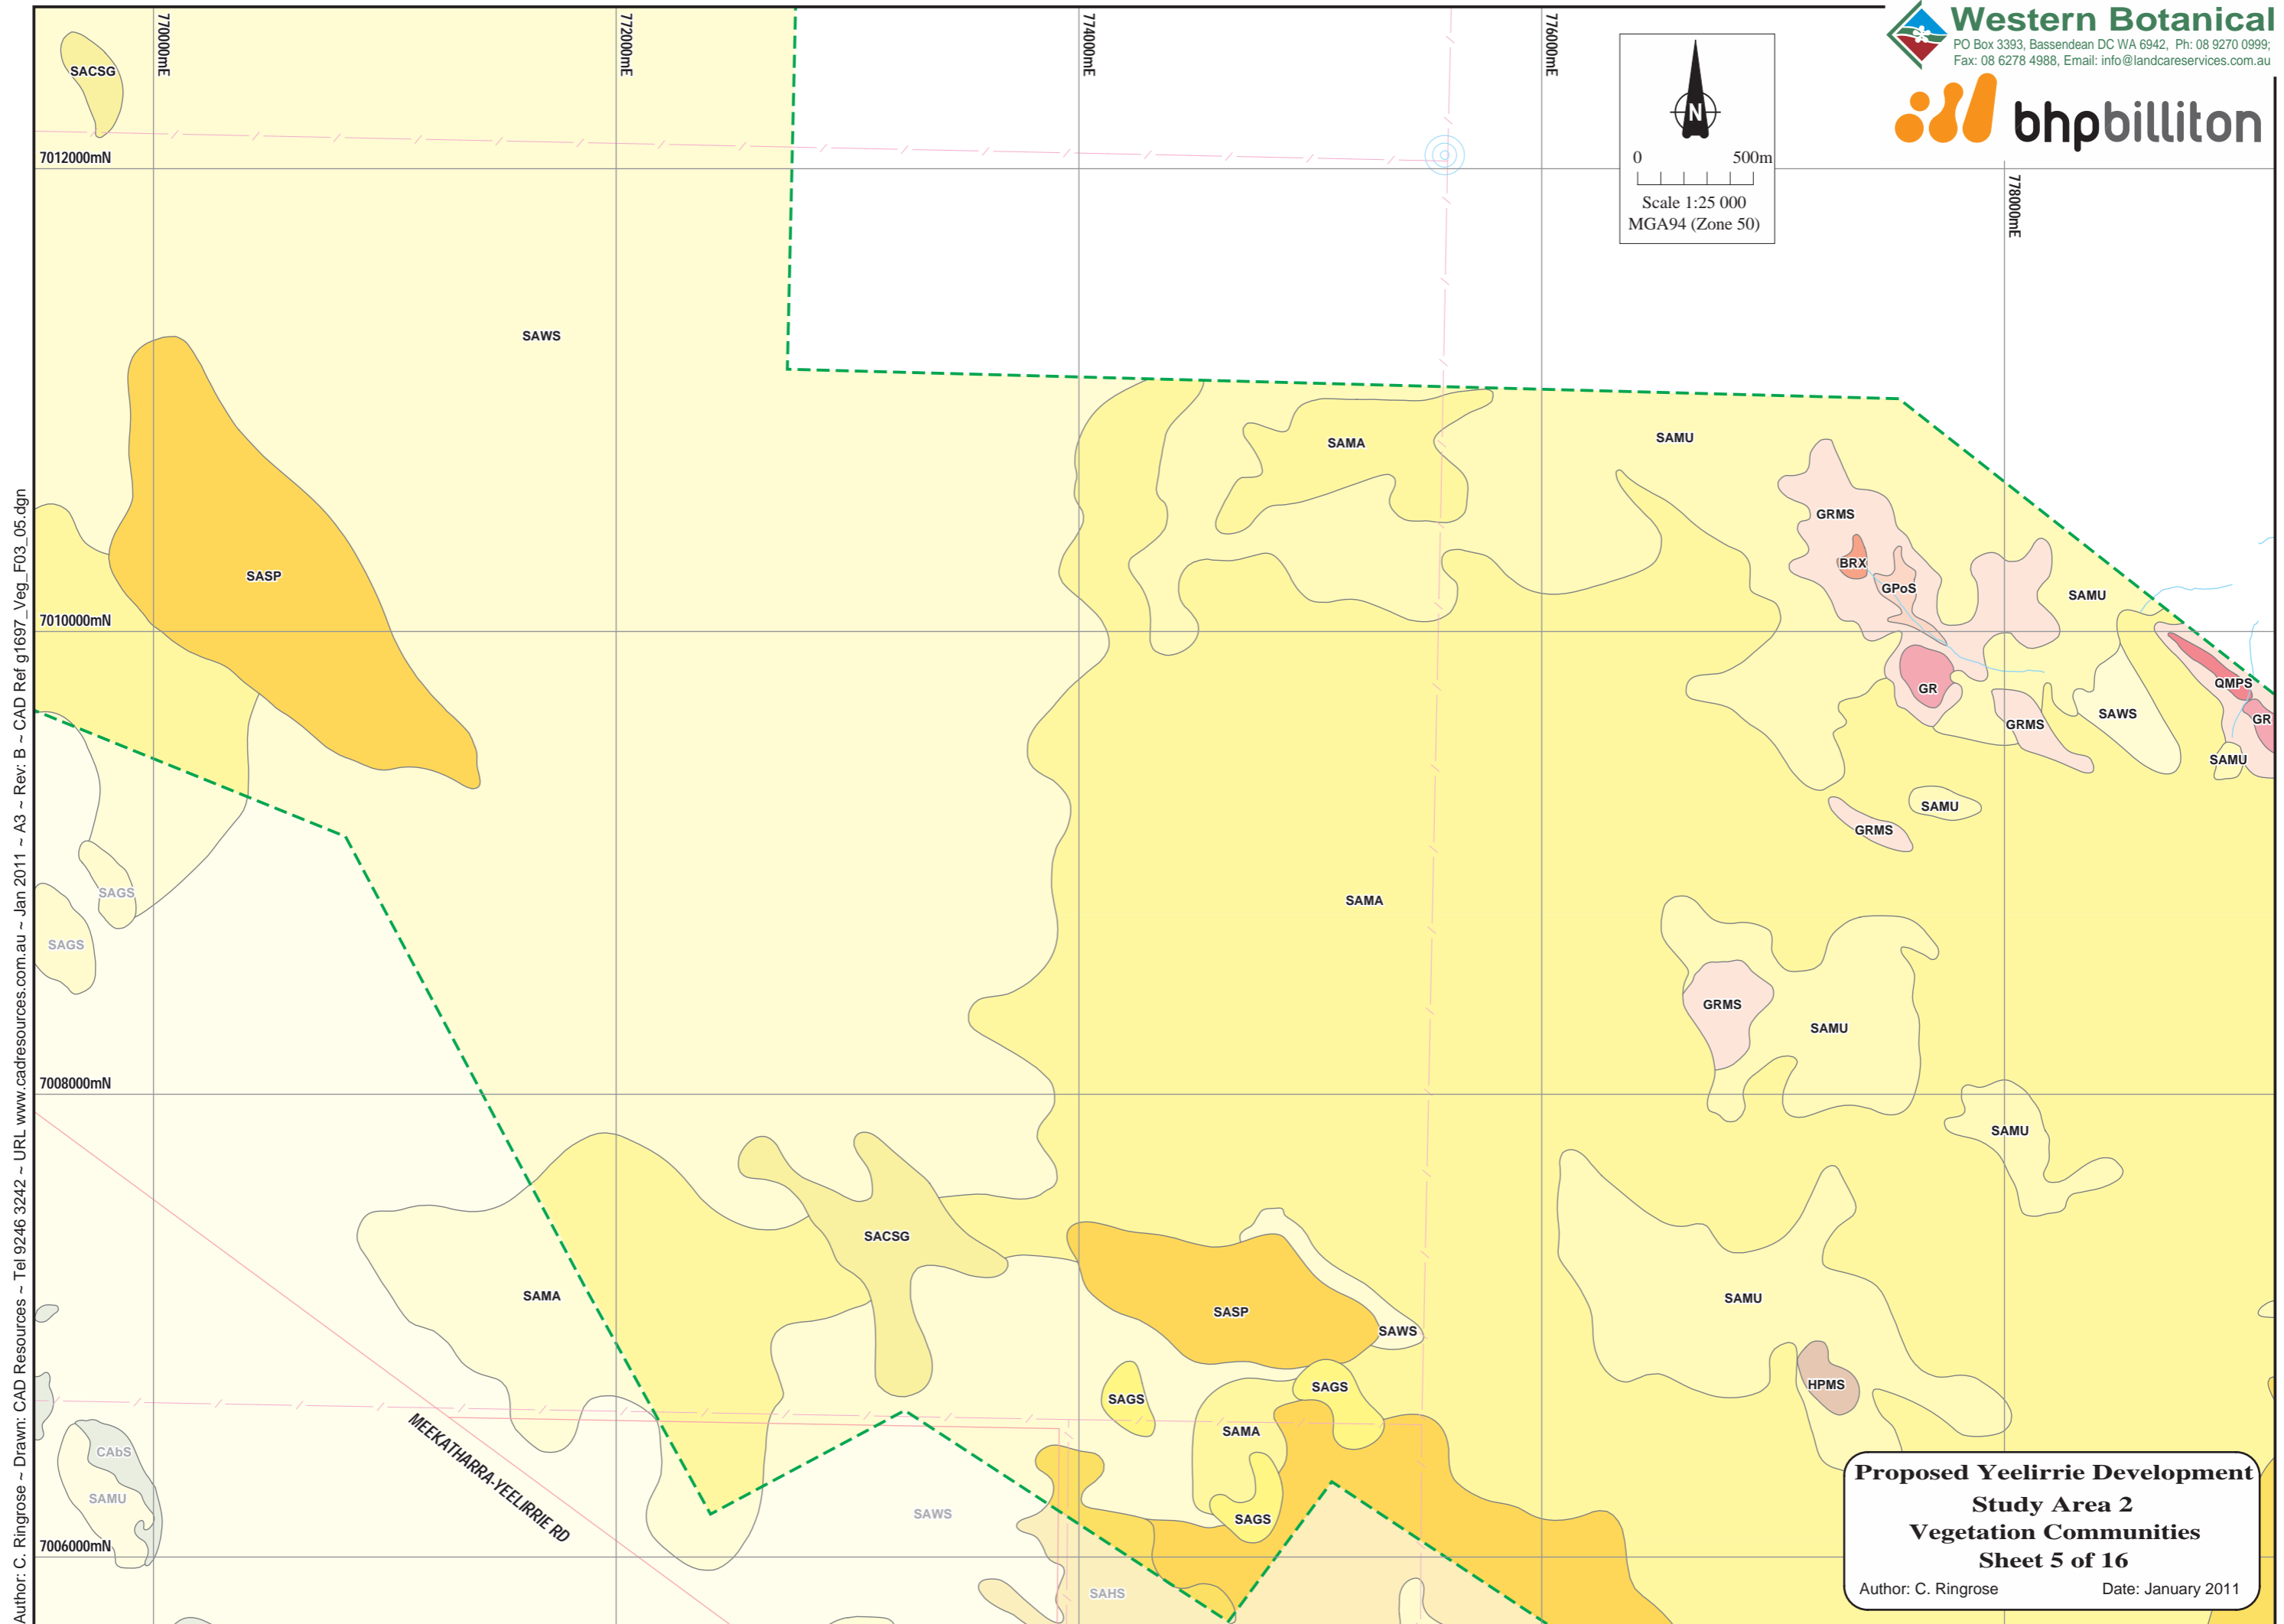 Western Botanical
PO Box 3393, Bassendean DC WA 6942, Ph: 08 9270 0999;
Fax: 08 6278 4988, Email: info@landcareservices.com.au
bhpbilliton
770000mE
772000mE
774000mE
776000mE
778000mE
N
0 500m
Scale 1:25 000
MGA94 (Zone 50)
SACSG
7012000mN
SAWS
SAMA
SAMU
GRMS
BRX
SASP
GPoS
SAMU
7010000mN
QMPS
GR
SAWS
GR
GRMS
SAMU
SAMU
GRMS
SAGS
SAMA
SAGS
GRMS
SAMU
7008000mN
SAMU
SACSG
SAMA
SAMU
SASP
SAWS
HPMS
SAGS
SAGS
MEEKATHARRA-YEELIRRIE RD
SAMA
CAbS
SAMU
SAWS
SAGS
7006000mN
SAHS
Proposed Yeelirrie Development
Study Area 2
Vegetation Communities
Sheet 5 of 16
Author: C. Ringrose Date: January 2011
Author: C. Ringrose ~ Drawn: CAD Resources ~ Tel 9246 3242 ~ URL www.cadresources.com.au ~ Jan 2011 ~ A3 ~ Rev: B ~ CAD Ref g1697_Veg_F03_05.dgn